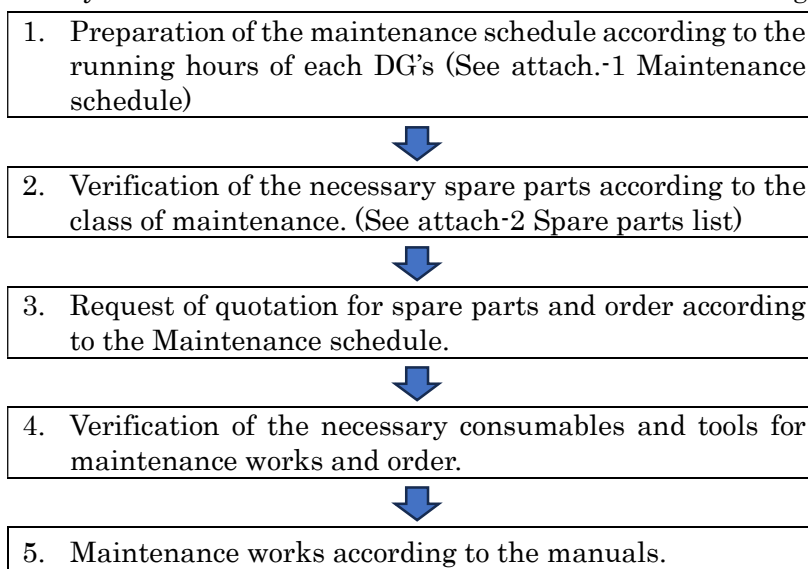 1. Preparation of the maintenance schedule according to the
running hours of each DG's (See attach.-1 Maintenance
schedule)
2. Verification of the necessary spare parts according to the
class of maintenance. (See attach-2 Spare parts list)
3. Request of quotation for spare parts and order according
to the Maintenance schedule.
4. Verification of the necessary consumables and tools for
maintenance works and order.
5. Maintenance works according to the manuals.